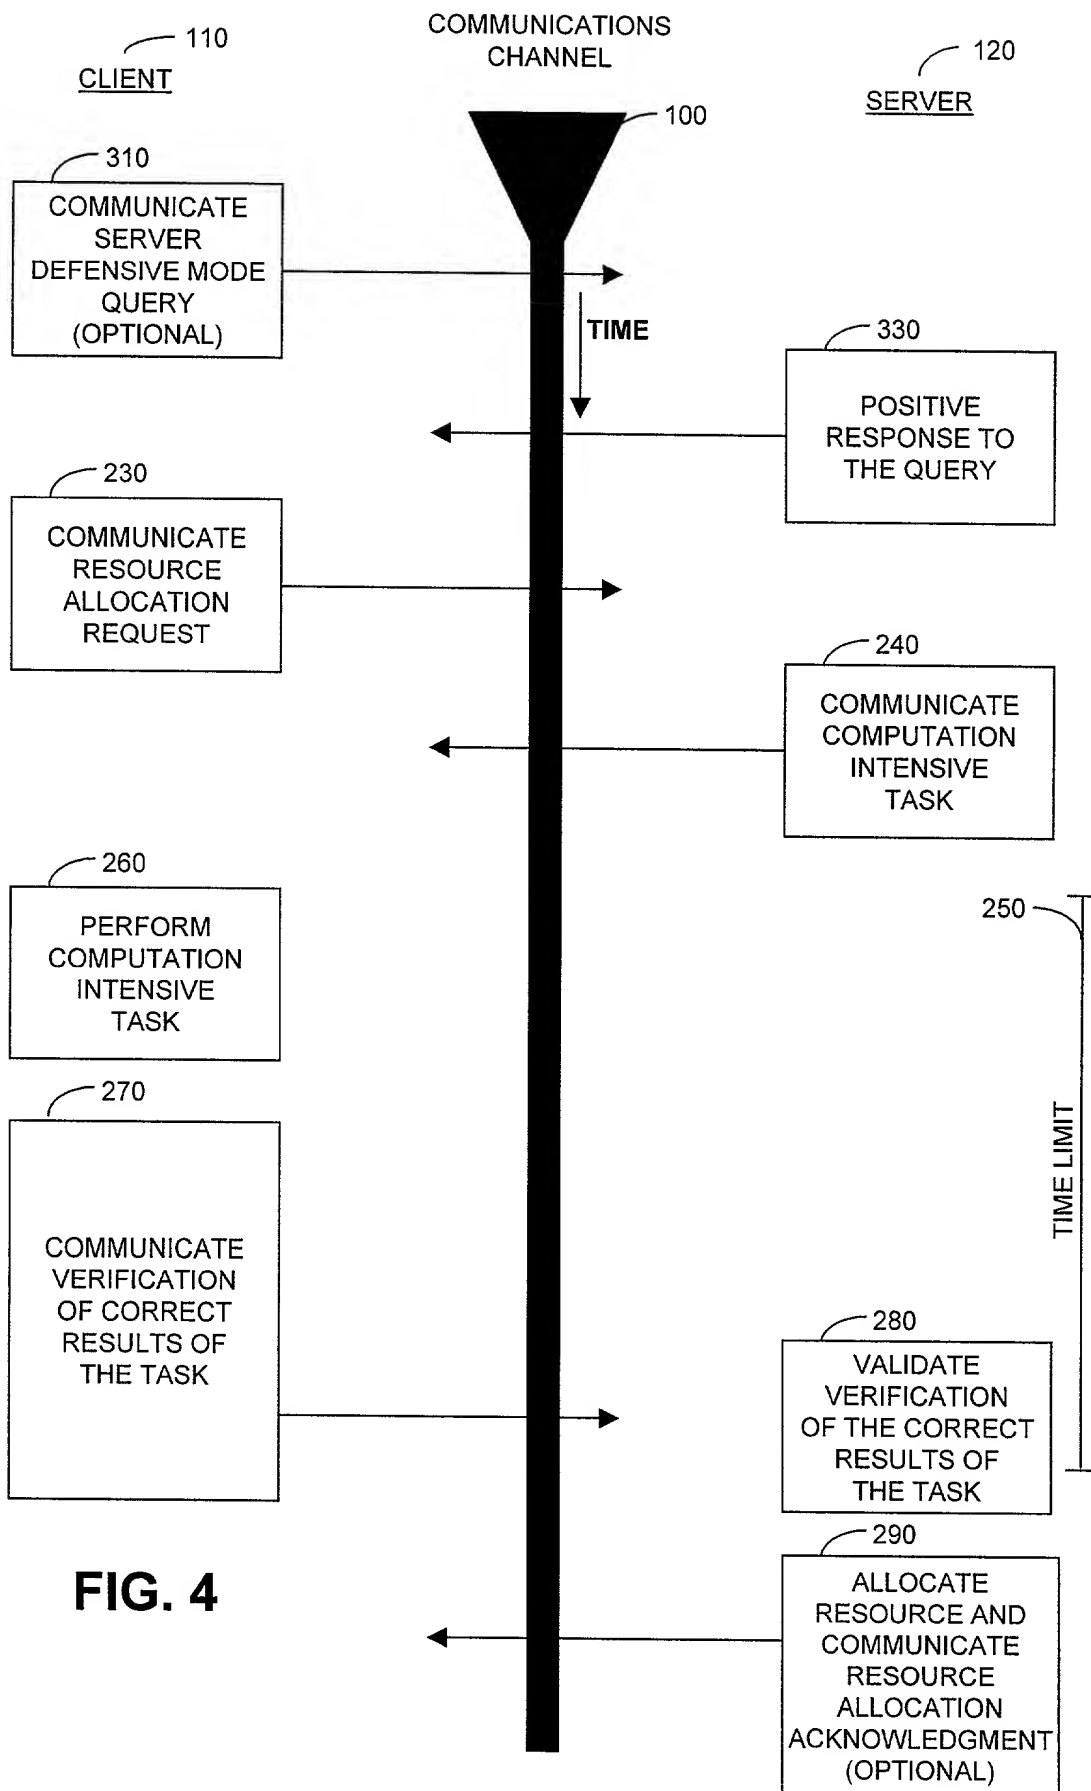 COMMUNICATIONS
CHANNEL
110
CLIENT
120
SERVER
100
310
COMMUNICATE
SERVER
DEFENSIVE MODE
QUERY
(OPTIONAL)
TIME
330
POSITIVE
RESPONSE TO
THE QUERY
230
COMMUNICATE
RESOURCE
ALLOCATION
REQUEST
240
COMMUNICATE
COMPUTATION
INTENSIVE
TASK
260
PERFORM
COMPUTATION
INTENSIVE
TASK
250
TIME LIMIT
270
COMMUNICATE
VERIFICATION
OF CORRECT
RESULTS OF
THE TASK
280
VALIDATE
VERIFICATION
OF THE CORRECT
RESULTS OF
THE TASK
290
ALLOCATE
RESOURCE AND
COMMUNICATE
RESOURCE
ALLOCATION
ACKNOWLEDGMENT
(OPTIONAL)
FIG. 4